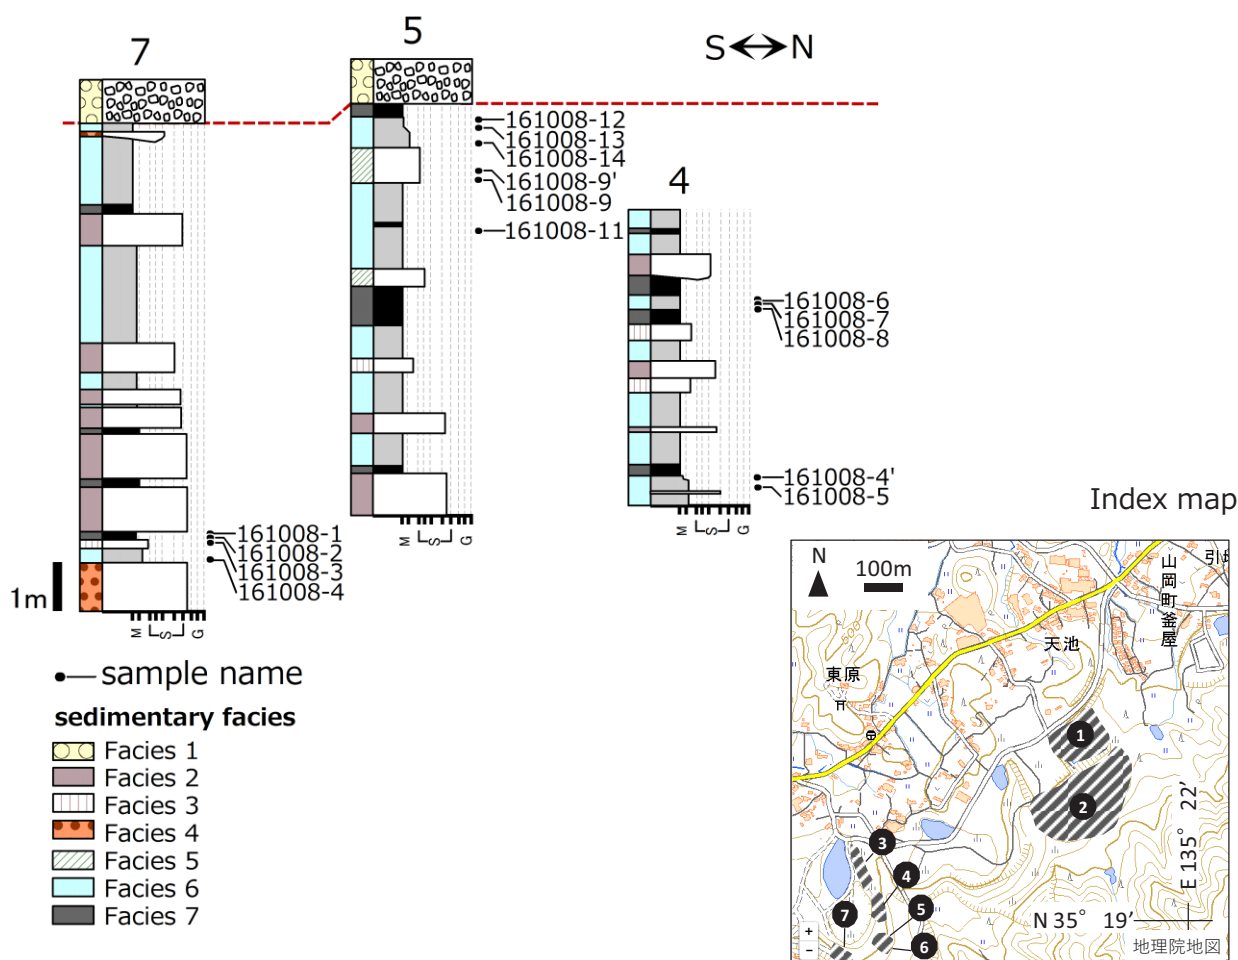 7
5
S N
4
161008-12
161008-13
161008-14
161008-9'
161008-9
161008-11
161008-6
161008-7
161008-8
161008-4'
161008-5
161008-1
161008-2
161008-3
161008-4
1m
M S G
M S G
M S G
sample name
sedimentary facies
Facies 1
Facies 2
Facies 3
Facies 4
Facies 5
Facies 6
Facies 7
Index map
N
100m
山岡町釜屋
天池
東原
1
2
3
4
5
6
7
E 135° 22'
N 35° 19'
+
−
地理院地図